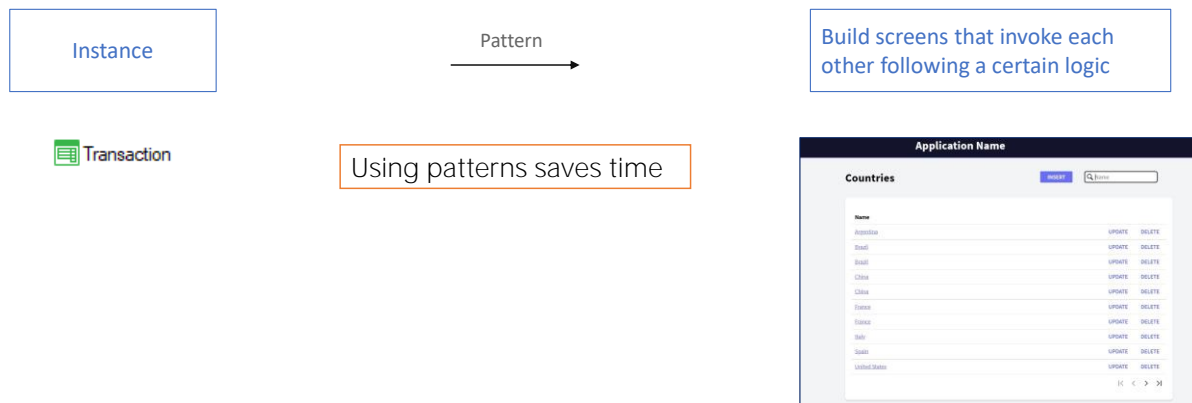 Instance
Pattern
Build screens that invoke each
other following a certain logic
Transaction
Using patterns saves time
Application Name
Countries
INSERT
Name
Name
Argentina UPDATE DELETE
Brazil UPDATE DELETE
Brazil UPDATE DELETE
China UPDATE DELETE
China UPDATE DELETE
France UPDATE DELETE
France UPDATE DELETE
Italy UPDATE DELETE
Spain UPDATE DELETE
United States UPDATE DELETE